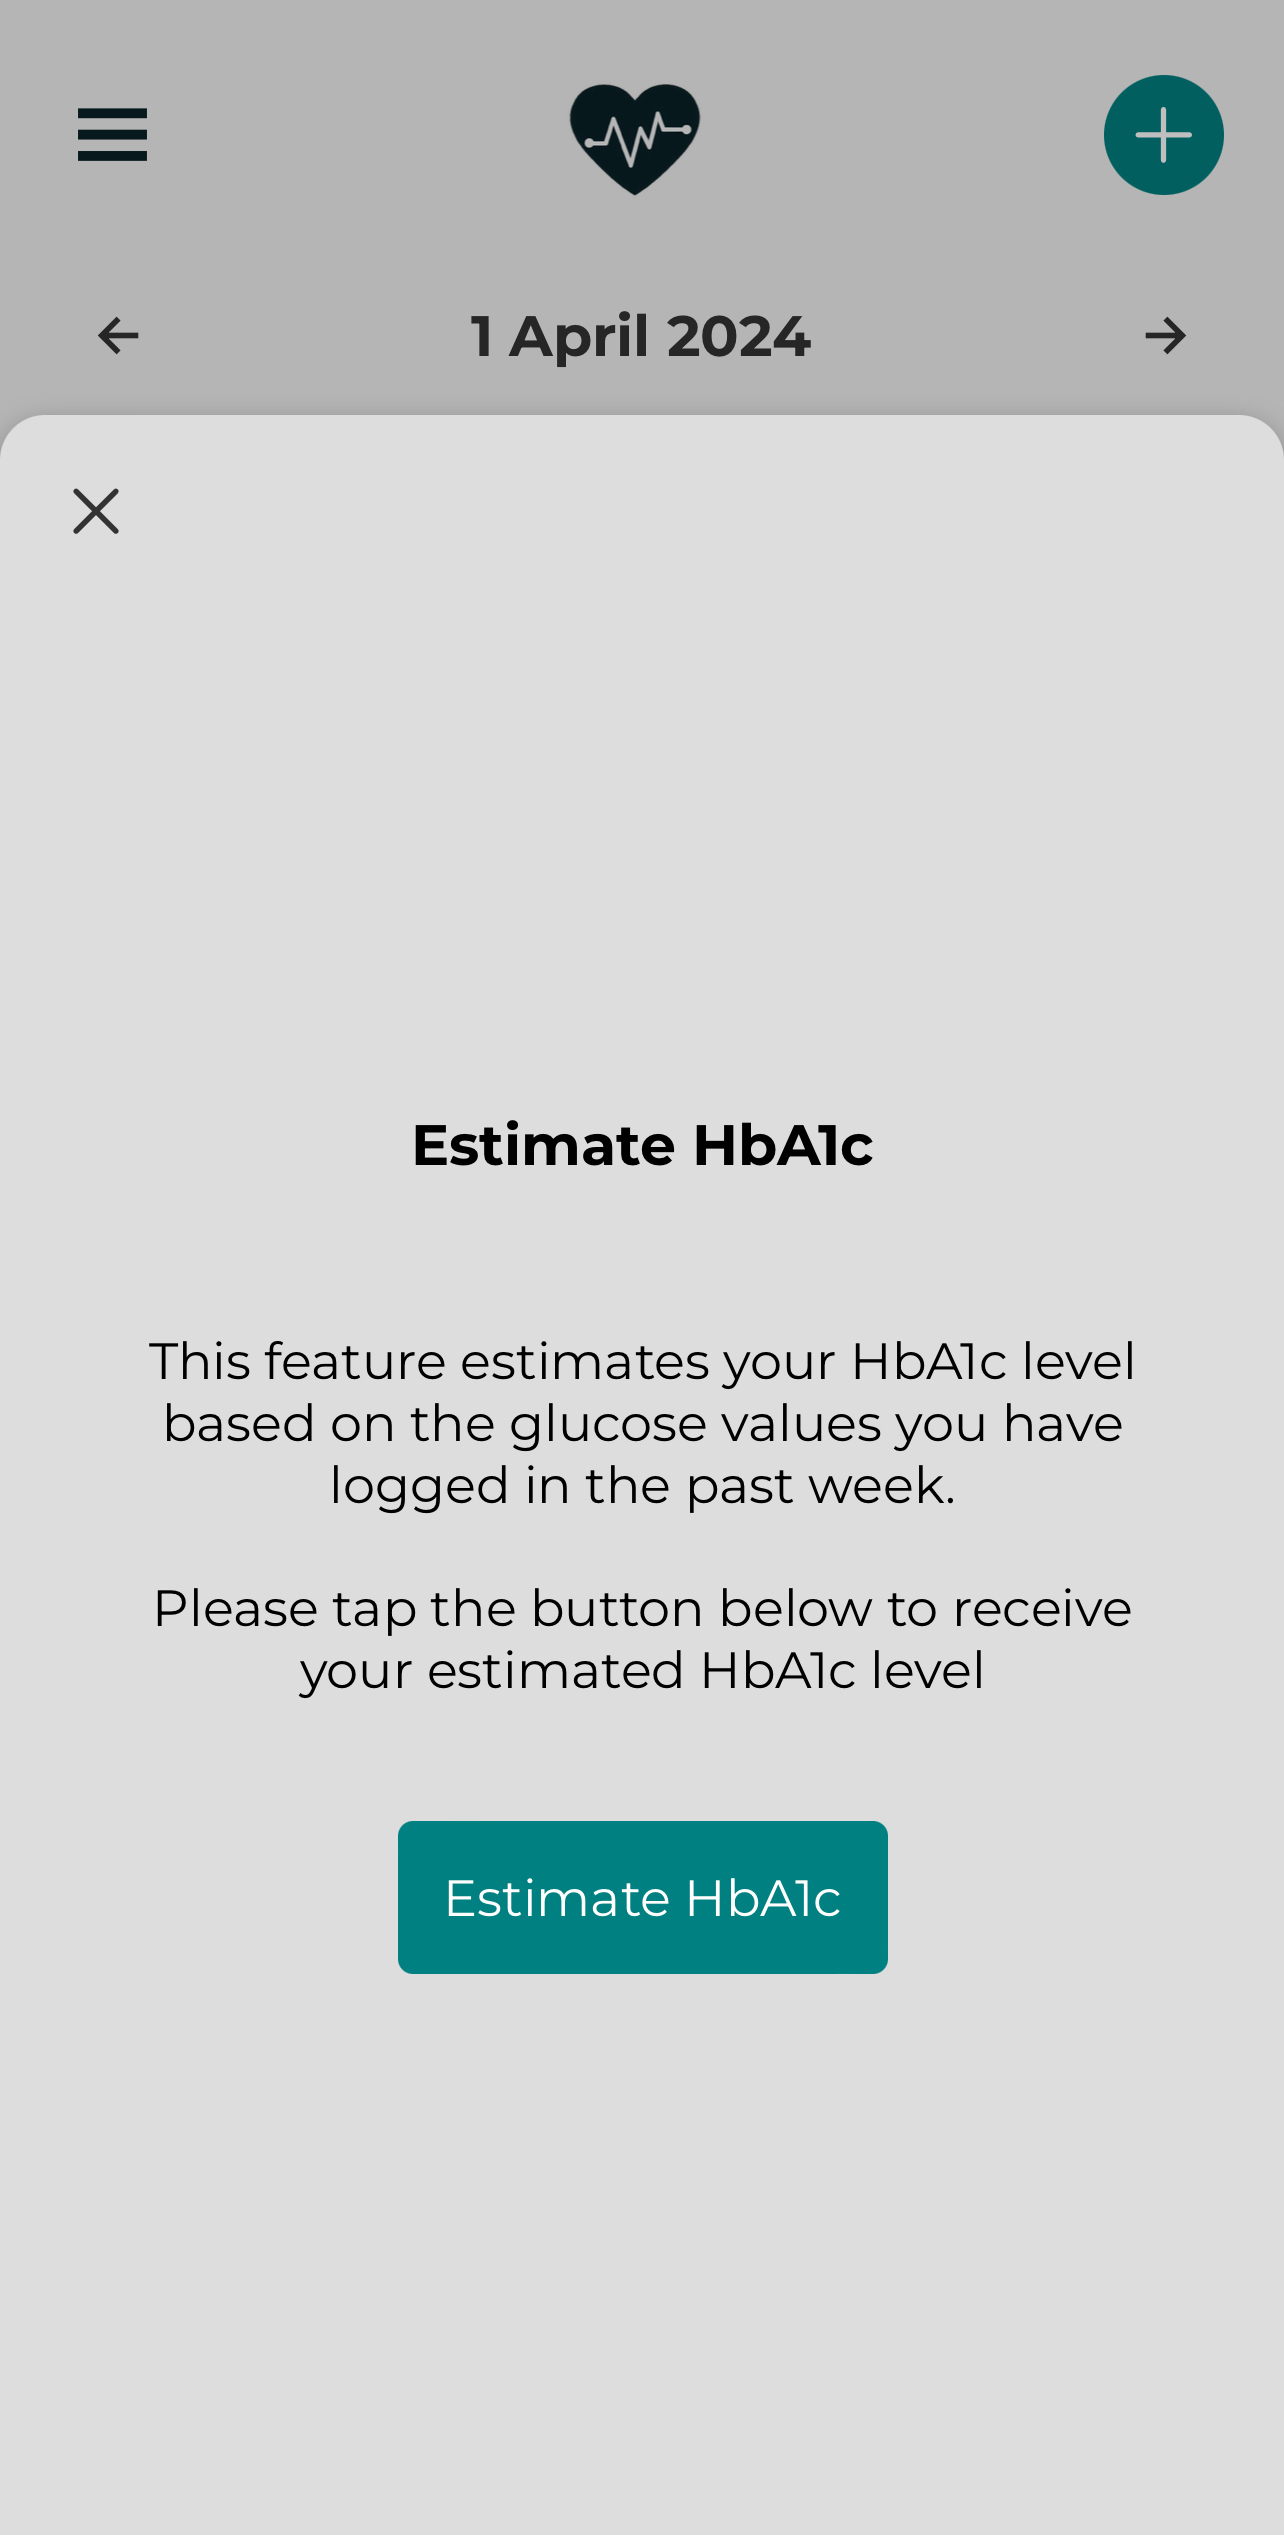 1 April 2024
Estimate HbA1c
This feature estimates your HbA1c level
based on the glucose values you have
logged in the past week.
Please tap the button below to receive
your estimated HbA1c level
Estimate HbA1c